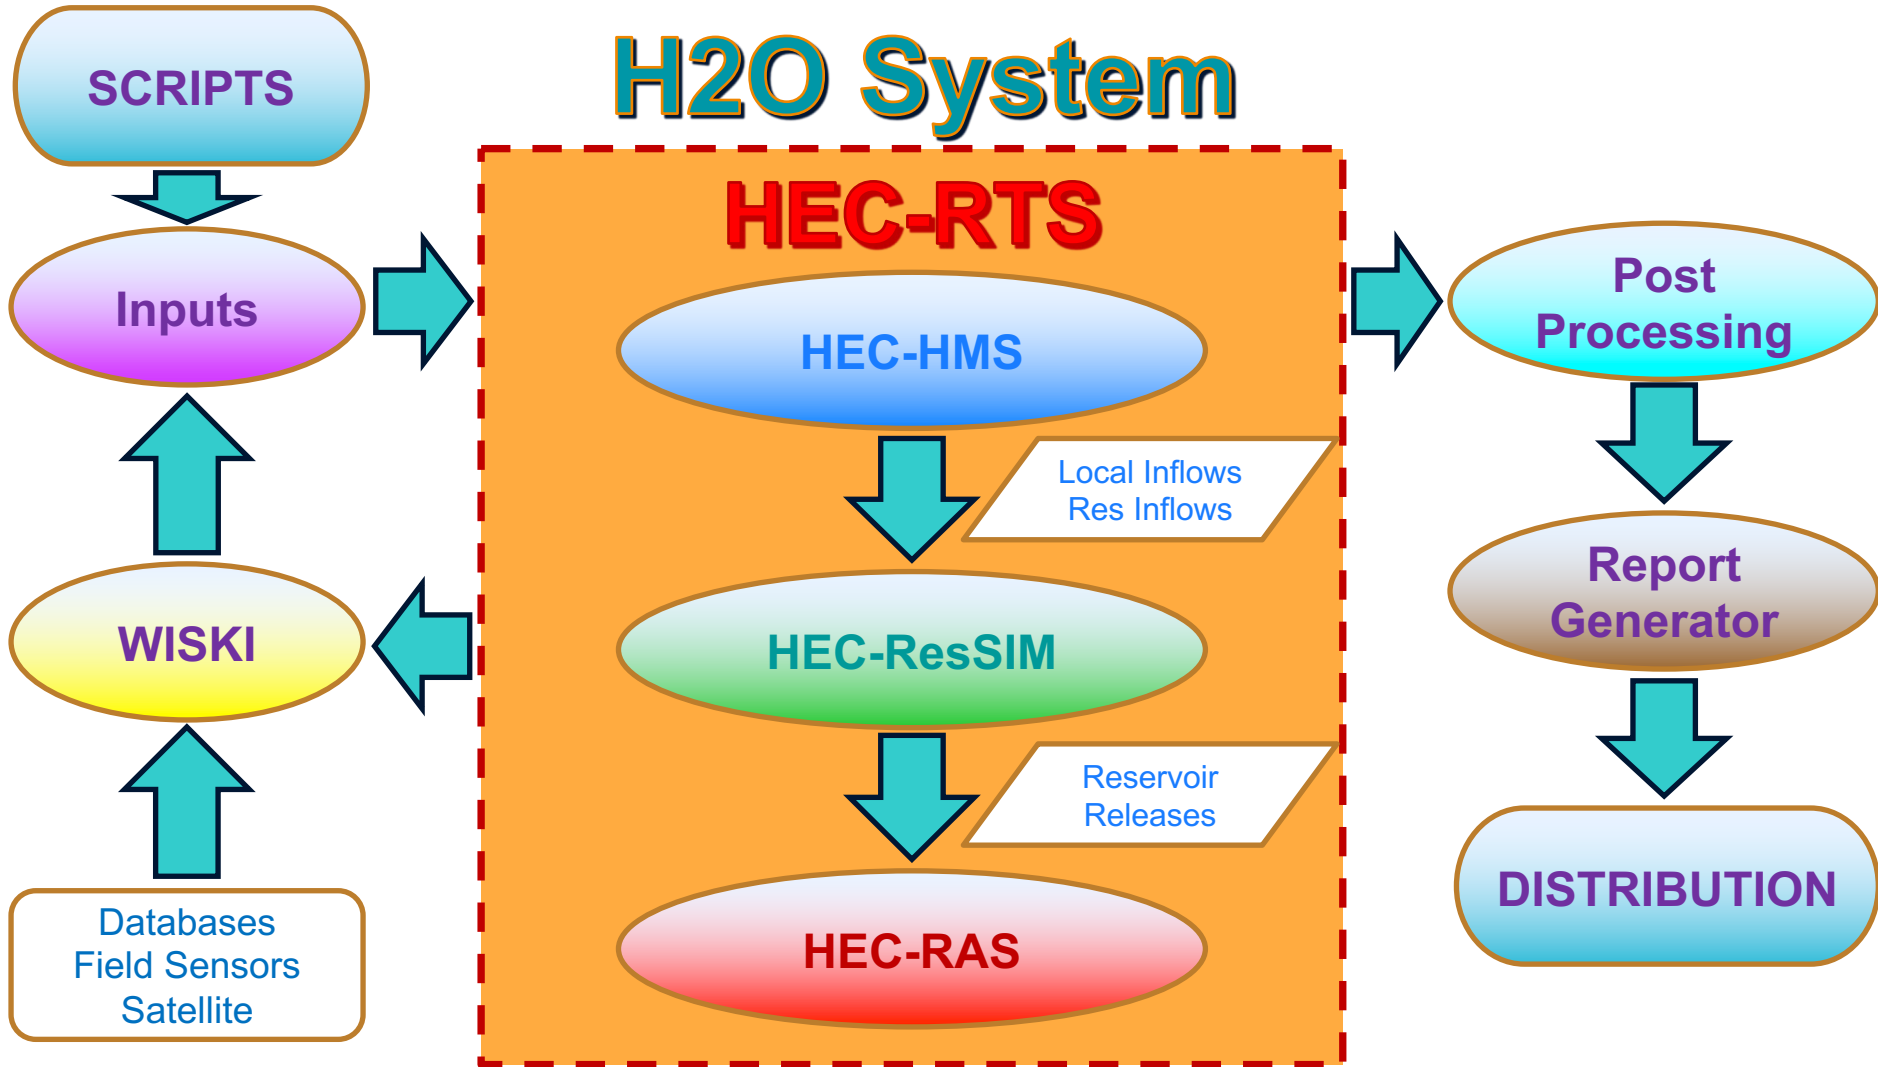 H2O System
SCRIPTS
Inputs
WISKI
Databases
Field Sensors
Satellite
HEC-RTS
HEC-HMS
Local Inflows
Res Inflows
HEC-ResSIM
Reservoir
Releases
HEC-RAS
Post
Processing
Report
Generator
DISTRIBUTION